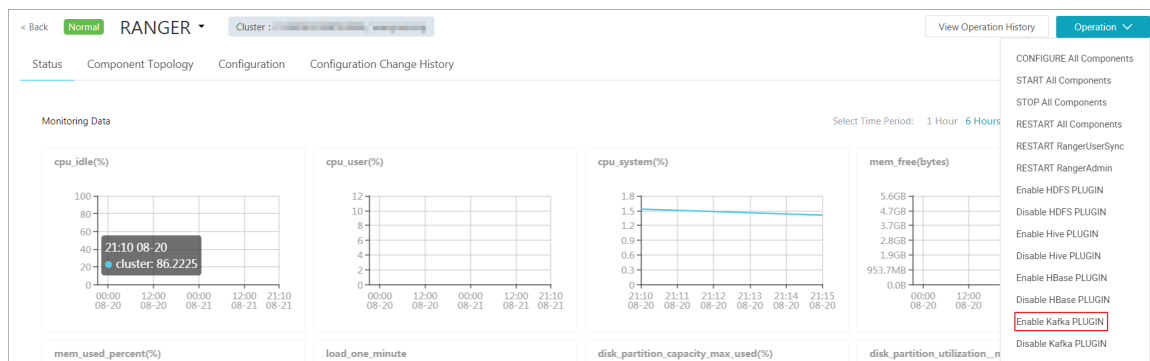 < Back Normal RANGER Cluster : View Operation History Operation
Status Component Topology Configuration Configuration Change History
CONFIGURE All Components
START All Components
STOP All Components
RESTART All Components
RESTART RangerUserSync
RESTART RangerAdmin
Enable HDFS PLUGIN
Disable HDFS PLUGIN
Enable Hive PLUGIN
Disable Hive PLUGIN
Enable HBase PLUGIN
Disable HBase PLUGIN
Enable Kafka PLUGIN
Disable Kafka PLUGIN
Monitoring Data Select Time Period: 1 Hour 6 Hours
cpu_idle(%)
100
80
60
40
20
0
21:10 08-20
cluster: 86.2225
00:00 12:00 00:00 12:00 21:10
08-20 08-20 08-21 08-21 08-21
cpu_user(%)
12
10
8
6
4
2
0
00:00 12:00 00:00 12:00 21:10
08-20 08-20 08-21 08-21 08-21
cpu_system(%)
1.8
1.5
1.2
0.9
0.6
0.3
0
21:10 21:11 21:12 21:13 21:14 21:15
08-20 08-20 08-20 08-20 08-20 08-20
mem_free(bytes)
5.6GB
4.7GB
3.7GB
2.8GB
1.9GB
953.7MB
0.0B
00:00 12:00
08-20 08-20
mem_used_percent(%) load_one_minute disk_partition_capacity_max_used(%) disk_partition_utilization_m